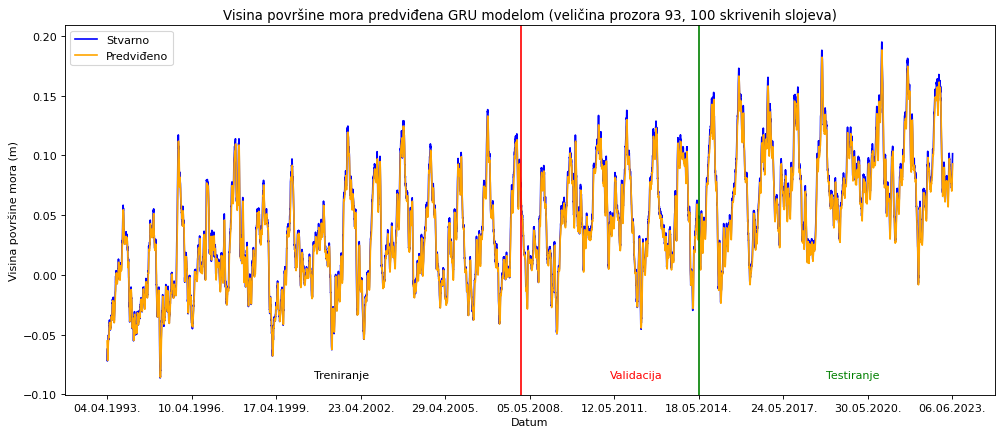 Visina površine mora predviđena GRU modelom (veličina prozora 93, 100 skrivenih slojeva)
Stvarno
Predviđeno
Visina površine mora (m)
0.20
0.15
0.10
0.05
0.00
−0.05
−0.10
Treniranje
Validacija
Testiranje
04.04.1993.
10.04.1996.
17.04.1999.
23.04.2002.
29.04.2005.
05.05.2008.
12.05.2011.
18.05.2014.
24.05.2017.
30.05.2020.
06.06.2023.
Datum